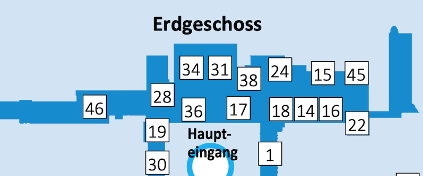 Erdgeschoss
34 31 38 24 15 45
46 28 36 17 18 14 16 22
19
Haupt-
eingang
30 1